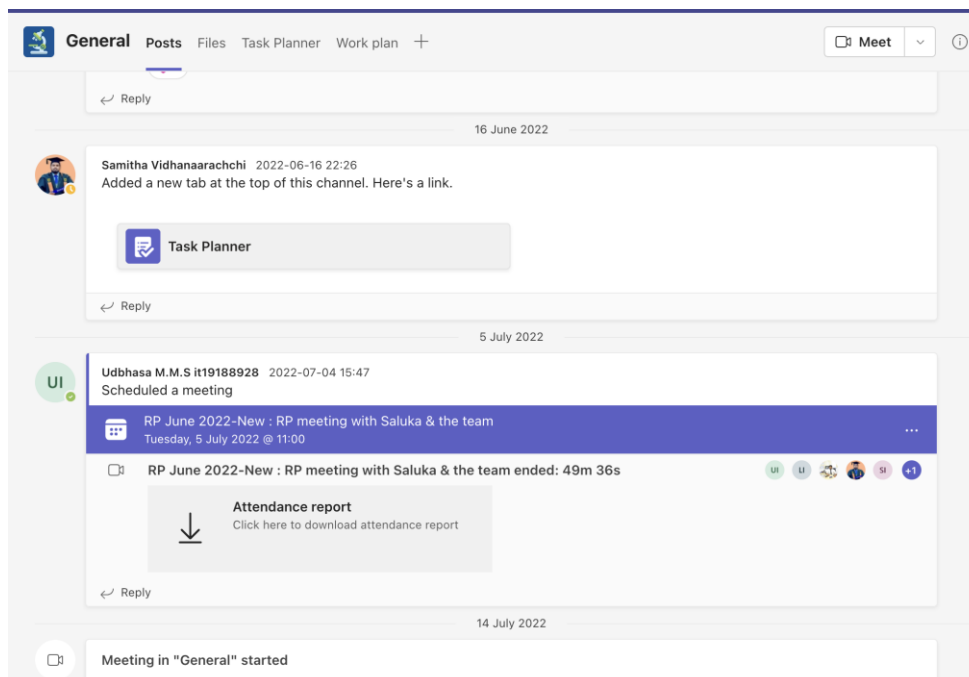 General Posts Files Task Planner Work plan Meet
Reply
16 June 2022
Samitha Vidhanaarachchi 2022-06-16 22:26
Added a new tab at the top of this channel. Here's a link.
Task Planner
Reply
5 July 2022
UI
Udbhasa M.M.S it19188928 2022-07-04 15:47
Scheduled a meeting
RP June 2022-New : RP meeting with Saluka & the team
Tuesday, 5 July 2022 @ 11:00
RP June 2022-New : RP meeting with Saluka & the team ended: 49m 36s UI LI SI +1
Attendance report
Click here to download attendance report
Reply
14 July 2022
Meeting in "General" started